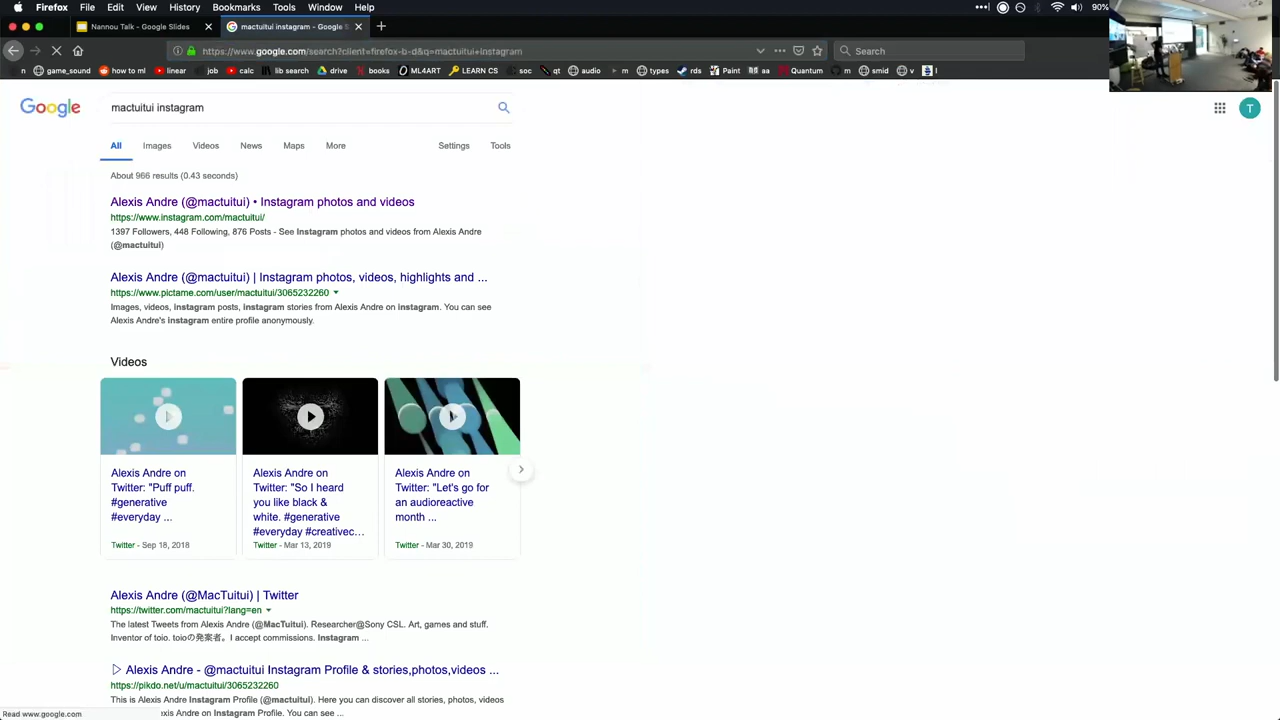 Firefox File Edit View History Bookmarks Tools Window Help 90%
Nannou Talk - Google Slides
mactuitui instagram - Google S
https://www.google.com/search?client=firefox-b-d&q=mactuitui+instagram
Search
n game_sound how to ml linear job calc lib search drive books ML4ART LEARN CS soc qt audio m types rds Paint aa Quantum m smid v I
Google
mactuitui instagram
T
All Images Videos News Maps More Settings Tools
About 966 results (0.43 seconds)
Alexis Andre (@mactuitui) • Instagram photos and videos
https://www.instagram.com/mactuitui/
1397 Followers, 448 Following, 876 Posts - See Instagram photos and videos from Alexis Andre
(@mactuitui)
Alexis Andre (@mactuitui) | Instagram photos, videos, highlights and ...
https://www.pictame.com/user/mactuitui/3065232260
Images, videos, instagram posts, instagram stories from Alexis Andre on instagram. You can see
Alexis Andre's instagram entire profile anonymously.
Videos
Alexis Andre on
Twitter: "Puff puff.
#generative
#everyday ...
Twitter - Sep 18, 2018
Alexis Andre on
Twitter: "So I heard
you like black &
white. #generative
#everyday #creativec…
Twitter - Mar 13, 2019
Alexis Andre on
Twitter: "Let's go for
an audioreactive
month ...
Twitter - Mar 30, 2019
Alexis Andre (@MacTuitui) | Twitter
https://twitter.com/mactuitui?lang=en
The latest Tweets from Alexis Andre (@MacTuitui). Researcher@Sony CSL. Art, games and stuff.
Inventor of toio. toioの発案者。I accept commissions. Instagram ...
▷ Alexis Andre - @mactuitui Instagram Profile & stories,photos,videos ...
https://pikdo.net/u/mactuitui/3065232260
This is Alexis Andre Instagram Profile (@mactuitui). Here you can discover all stories, photos, videos
xis Andre on Instagram Profile. You can see ...
Read www.google.com